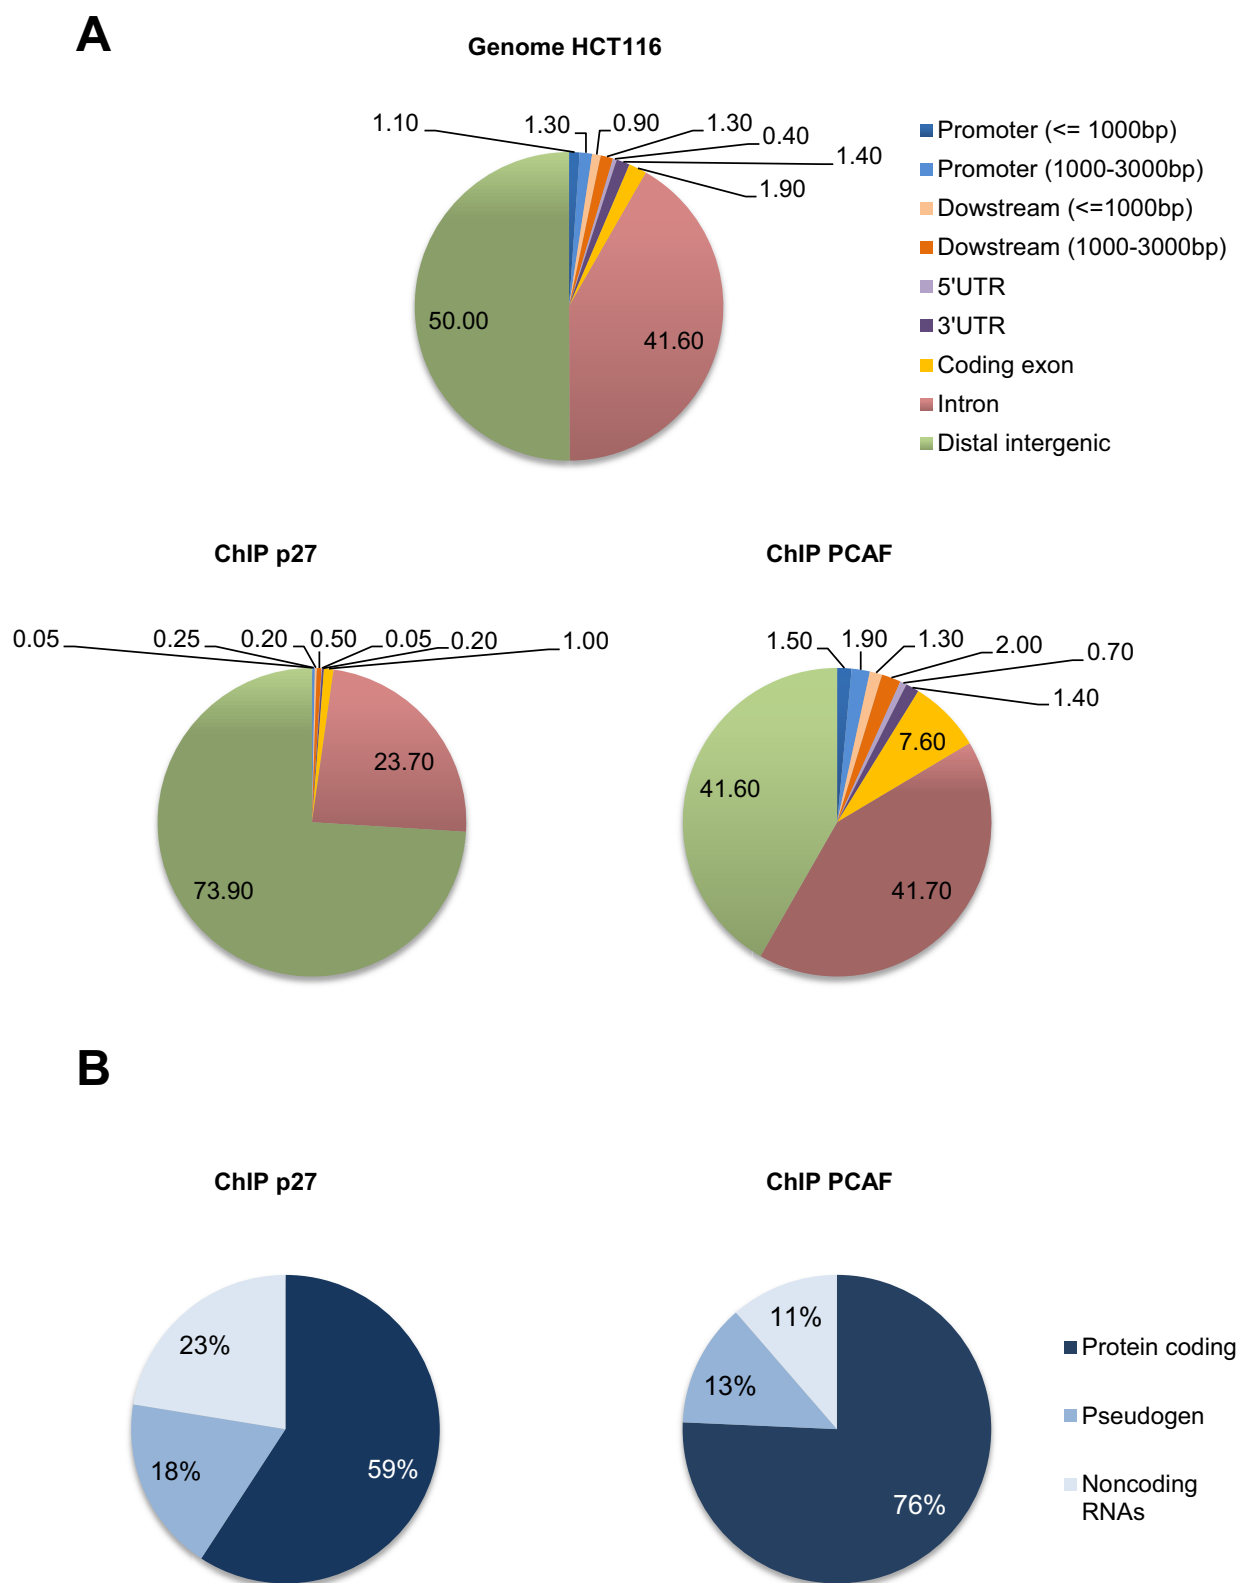 A
Genome HCT116
1.10
1.30
0.90
1.30
0.40
1.40
1.90
50.00
41.60
Promoter (<= 1000bp)
Promoter (1000-3000bp)
Dowstream (<=1000bp)
Dowstream (1000-3000bp)
5'UTR
3'UTR
Coding exon
Intron
Distal intergenic
ChIP p27
0.05
0.25
0.20
0.50
0.05
0.20
1.00
23.70
73.90
ChIP PCAF
1.50
1.90
1.30
2.00
0.70
1.40
7.60
41.60
41.70
B
ChIP p27
23%
18%
59%
ChIP PCAF
11%
13%
76%
Protein coding
Pseudogen
Noncoding
RNAs